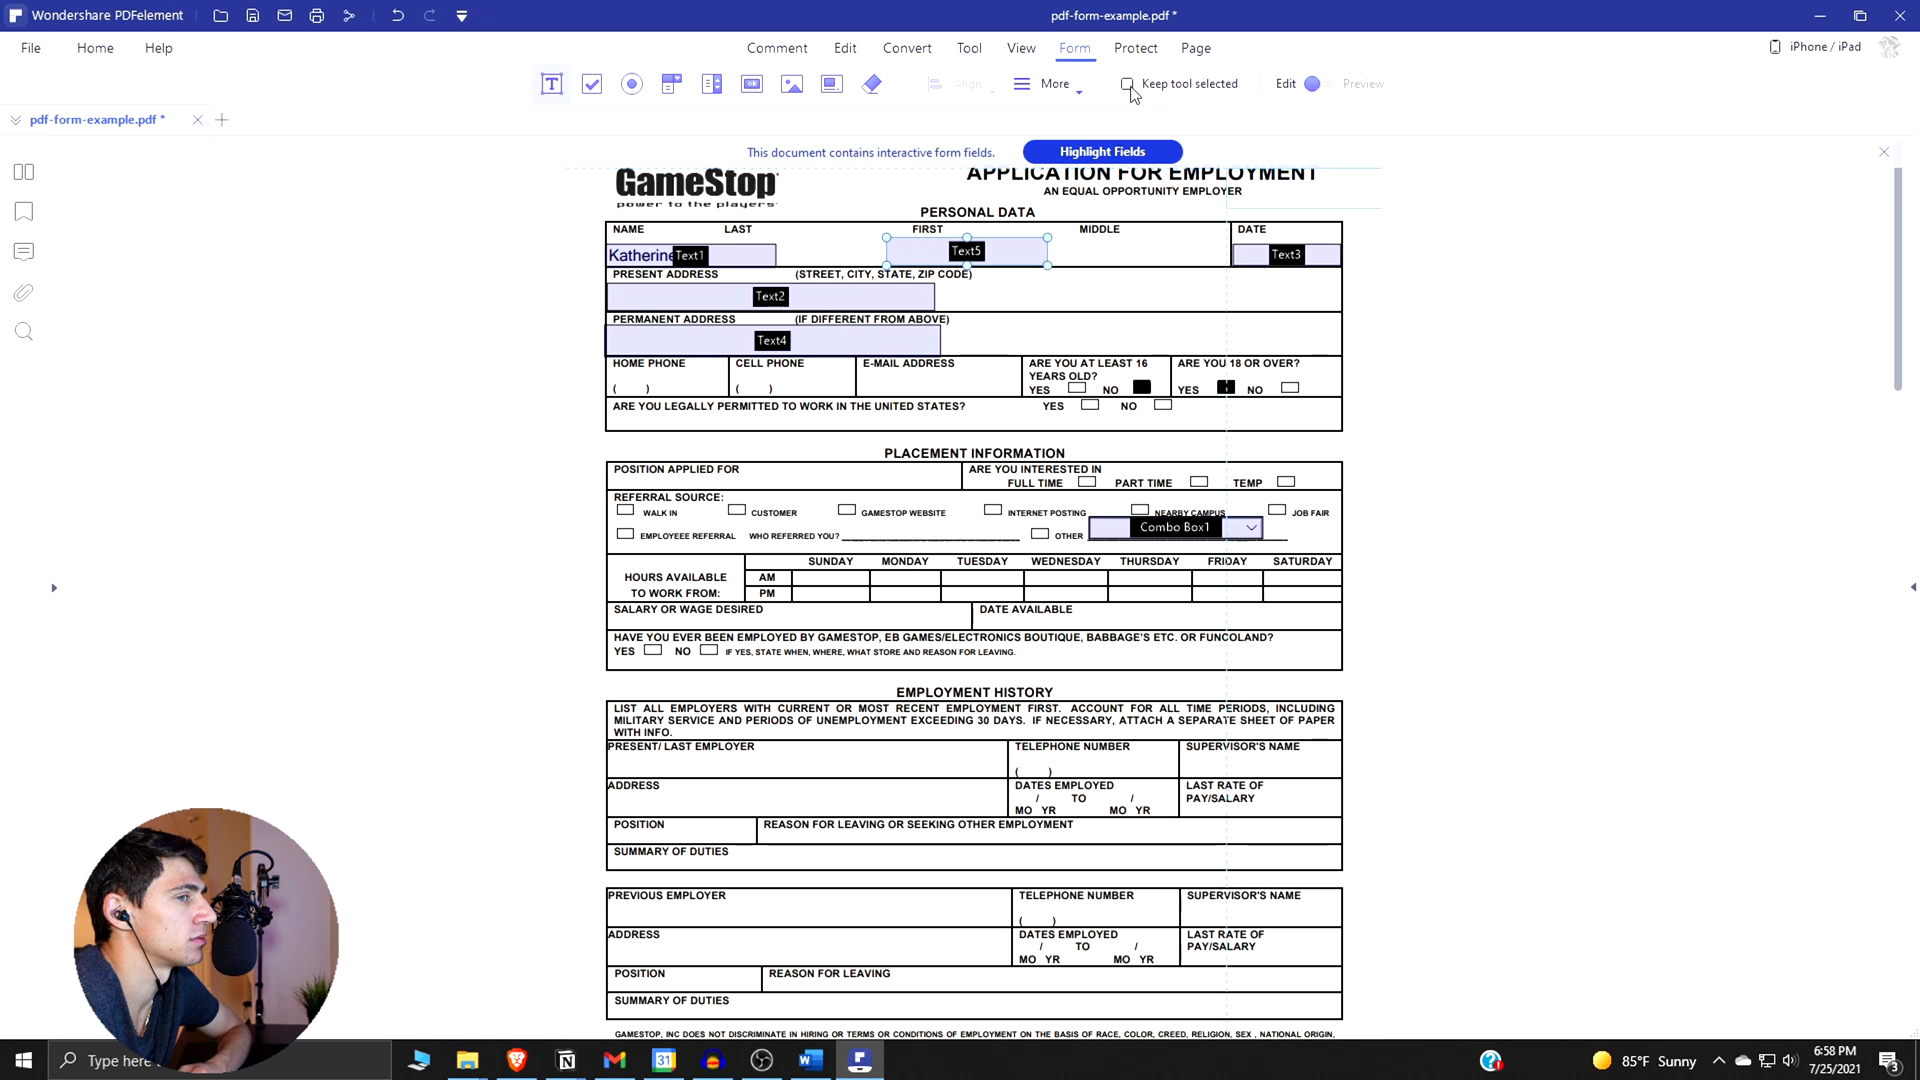 Wondershare PDFelement
pdf-form-example.pdf *
File Home Help
Comment Edit Convert Tool View Form Protect Page
iPhone / iPad
T OK Align More Keep tool selected Edit Preview
pdf-form-example.pdf *
This document contains interactive form fields. Highlight Fields
GameStop
power to the players
APPLICATION FOR EMPLOYMENT
AN EQUAL OPPORTUNITY EMPLOYER
PERSONAL DATA
NAME LAST FIRST MIDDLE DATE
Katherine Text1 Text5 Text3
PRESENT ADDRESS (STREET, CITY, STATE, ZIP CODE)
Text2
PERMANENT ADDRESS (IF DIFFERENT FROM ABOVE)
Text4
HOME PHONE CELL PHONE E-MAIL ADDRESS ARE YOU AT LEAST 16 ARE YOU 18 OR OVER?
YEARS OLD?
( ) ( ) YES NO YES NO
ARE YOU LEGALLY PERMITTED TO WORK IN THE UNITED STATES? YES NO
PLACEMENT INFORMATION
POSITION APPLIED FOR ARE YOU INTERESTED IN
FULL TIME PART TIME TEMP
REFERRAL SOURCE:
WALK IN CUSTOMER GAMESTOP WEBSITE INTERNET POSTING NEARBY CAMPUS JOB FAIR
EMPLOYEEE REFERRAL WHO REFERRED YOU? OTHER Combo Box1
SUNDAY MONDAY TUESDAY WEDNESDAY THURSDAY FRIDAY SATURDAY
HOURS AVAILABLE AM
TO WORK FROM: PM
SALARY OR WAGE DESIRED DATE AVAILABLE
HAVE YOU EVER BEEN EMPLOYED BY GAMESTOP, EB GAMES/ELECTRONICS BOUTIQUE, BABBAGE'S ETC. OR FUNCOLAND?
YES NO IF YES, STATE WHEN, WHERE, WHAT STORE AND REASON FOR LEAVING.
EMPLOYMENT HISTORY
LIST ALL EMPLOYERS WITH CURRENT OR MOST RECENT EMPLOYMENT FIRST. ACCOUNT FOR ALL TIME PERIODS, INCLUDING
MILITARY SERVICE AND PERIODS OF UNEMPLOYMENT EXCEEDING 30 DAYS. IF NECESSARY, ATTACH A SEPARATE SHEET OF PAPER
WITH INFO.
PRESENT/ LAST EMPLOYER TELEPHONE NUMBER SUPERVISOR'S NAME
( )
ADDRESS DATES EMPLOYED LAST RATE OF
/ TO / PAY/SALARY
MO YR MO YR
POSITION REASON FOR LEAVING OR SEEKING OTHER EMPLOYMENT
SUMMARY OF DUTIES
PREVIOUS EMPLOYER TELEPHONE NUMBER SUPERVISOR'S NAME
( )
ADDRESS DATES EMPLOYED LAST RATE OF
/ TO / PAY/SALARY
MO YR MO YR
POSITION REASON FOR LEAVING
SUMMARY OF DUTIES
GAMESTOP, INC DOES NOT DISCRIMINATE IN HIRING OR TERMS OR CONDITIONS OF EMPLOYMENT ON THE BASIS OF RACE, COLOR, CREED, RELIGION, SEX , NATIONAL ORIGIN,
Type here
31
85°F Sunny
6:58 PM
7/25/2021
3